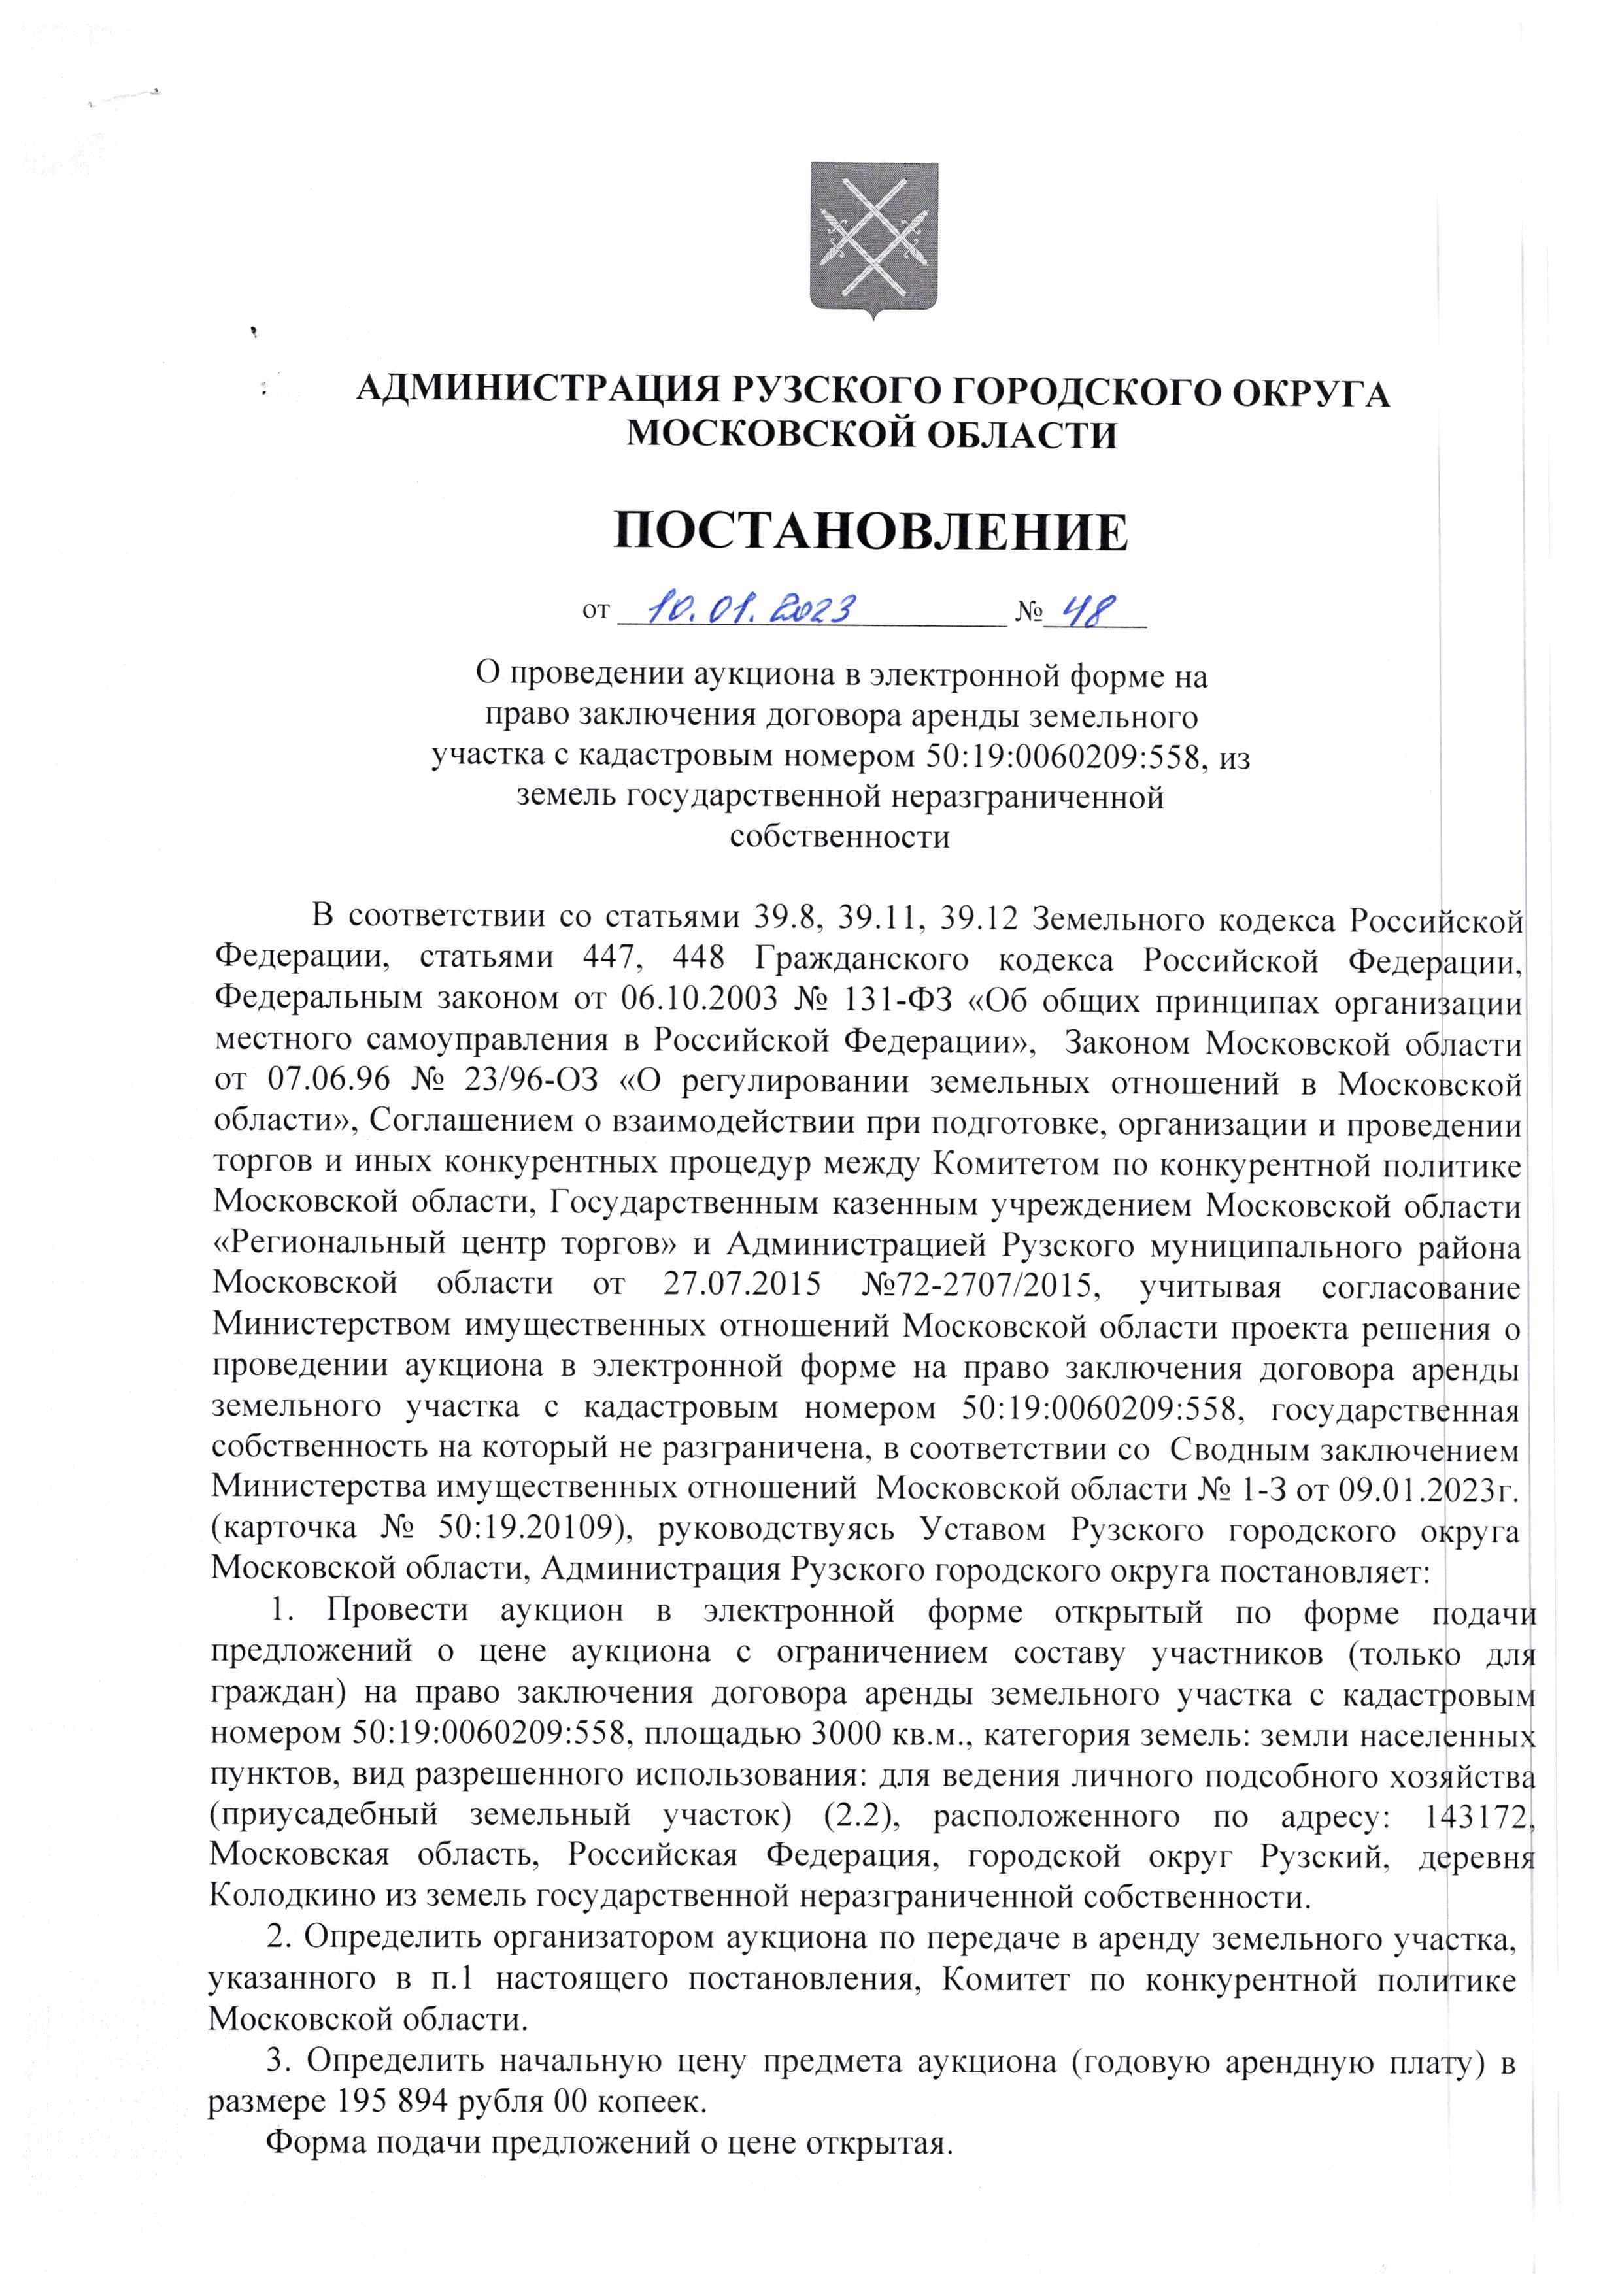 АДМИНИСТРАЦИЯ РУЗСКОГО ГОРОДСКОГО ОКРУГА
МОСКОВСКОЙ ОБЛАСТИ
ПОСТАНОВЛЕНИЕ
от 10.01.2023 № 48
О проведении аукциона в электронной форме на
право заключения договора аренды земельного
участка с кадастровым номером 50:19:0060209:558, из
земель государственной неразграниченной
собственности
В соответствии со статьями 39.8, 39.11, 39.12 Земельного кодекса Российской
Федерации, статьями 447, 448 Гражданского кодекса Российской Федерации,
Федеральным законом от 06.10.2003 № 131-ФЗ «Об общих принципах организации
местного самоуправления в Российской Федерации», Законом Московской области
от 07.06.96 № 23/96-ОЗ «О регулировании земельных отношений в Московской
области», Соглашением о взаимодействии при подготовке, организации и проведении
торгов и иных конкурентных процедур между Комитетом по конкурентной политике
Московской области, Государственным казенным учреждением Московской области
«Региональный центр торгов» и Администрацией Рузского муниципального района
Московской области от 27.07.2015 №72-2707/2015, учитывая согласование
Министерством имущественных отношений Московской области проекта решения о
проведении аукциона в электронной форме на право заключения договора аренды
земельного участка с кадастровым номером 50:19:0060209:558, государственная
собственность на который не разграничена, в соответствии со Сводным заключением
Министерства имущественных отношений Московской области № 1-З от 09.01.2023г.
(карточка № 50:19.20109), руководствуясь Уставом Рузского городского округа
Московской области, Администрация Рузского городского округа постановляет:
1. Провести аукцион в электронной форме открытый по форме подачи
предложений о цене аукциона с ограничением составу участников (только для
граждан) на право заключения договора аренды земельного участка с кадастровым
номером 50:19:0060209:558, площадью 3000 кв.м., категория земель: земли населенных
пунктов, вид разрешенного использования: для ведения личного подсобного хозяйства
(приусадебный земельный участок) (2.2), расположенного по адресу: 143172,
Московская область, Российская Федерация, городской округ Рузский, деревня
Колодкино из земель государственной неразграниченной собственности.
2. Определить организатором аукциона по передаче в аренду земельного участка,
указанного в п.1 настоящего постановления, Комитет по конкурентной политике
Московской области.
3. Определить начальную цену предмета аукциона (годовую арендную плату) в
размере 195 894 рубля 00 копеек.
Форма подачи предложений о цене открытая.